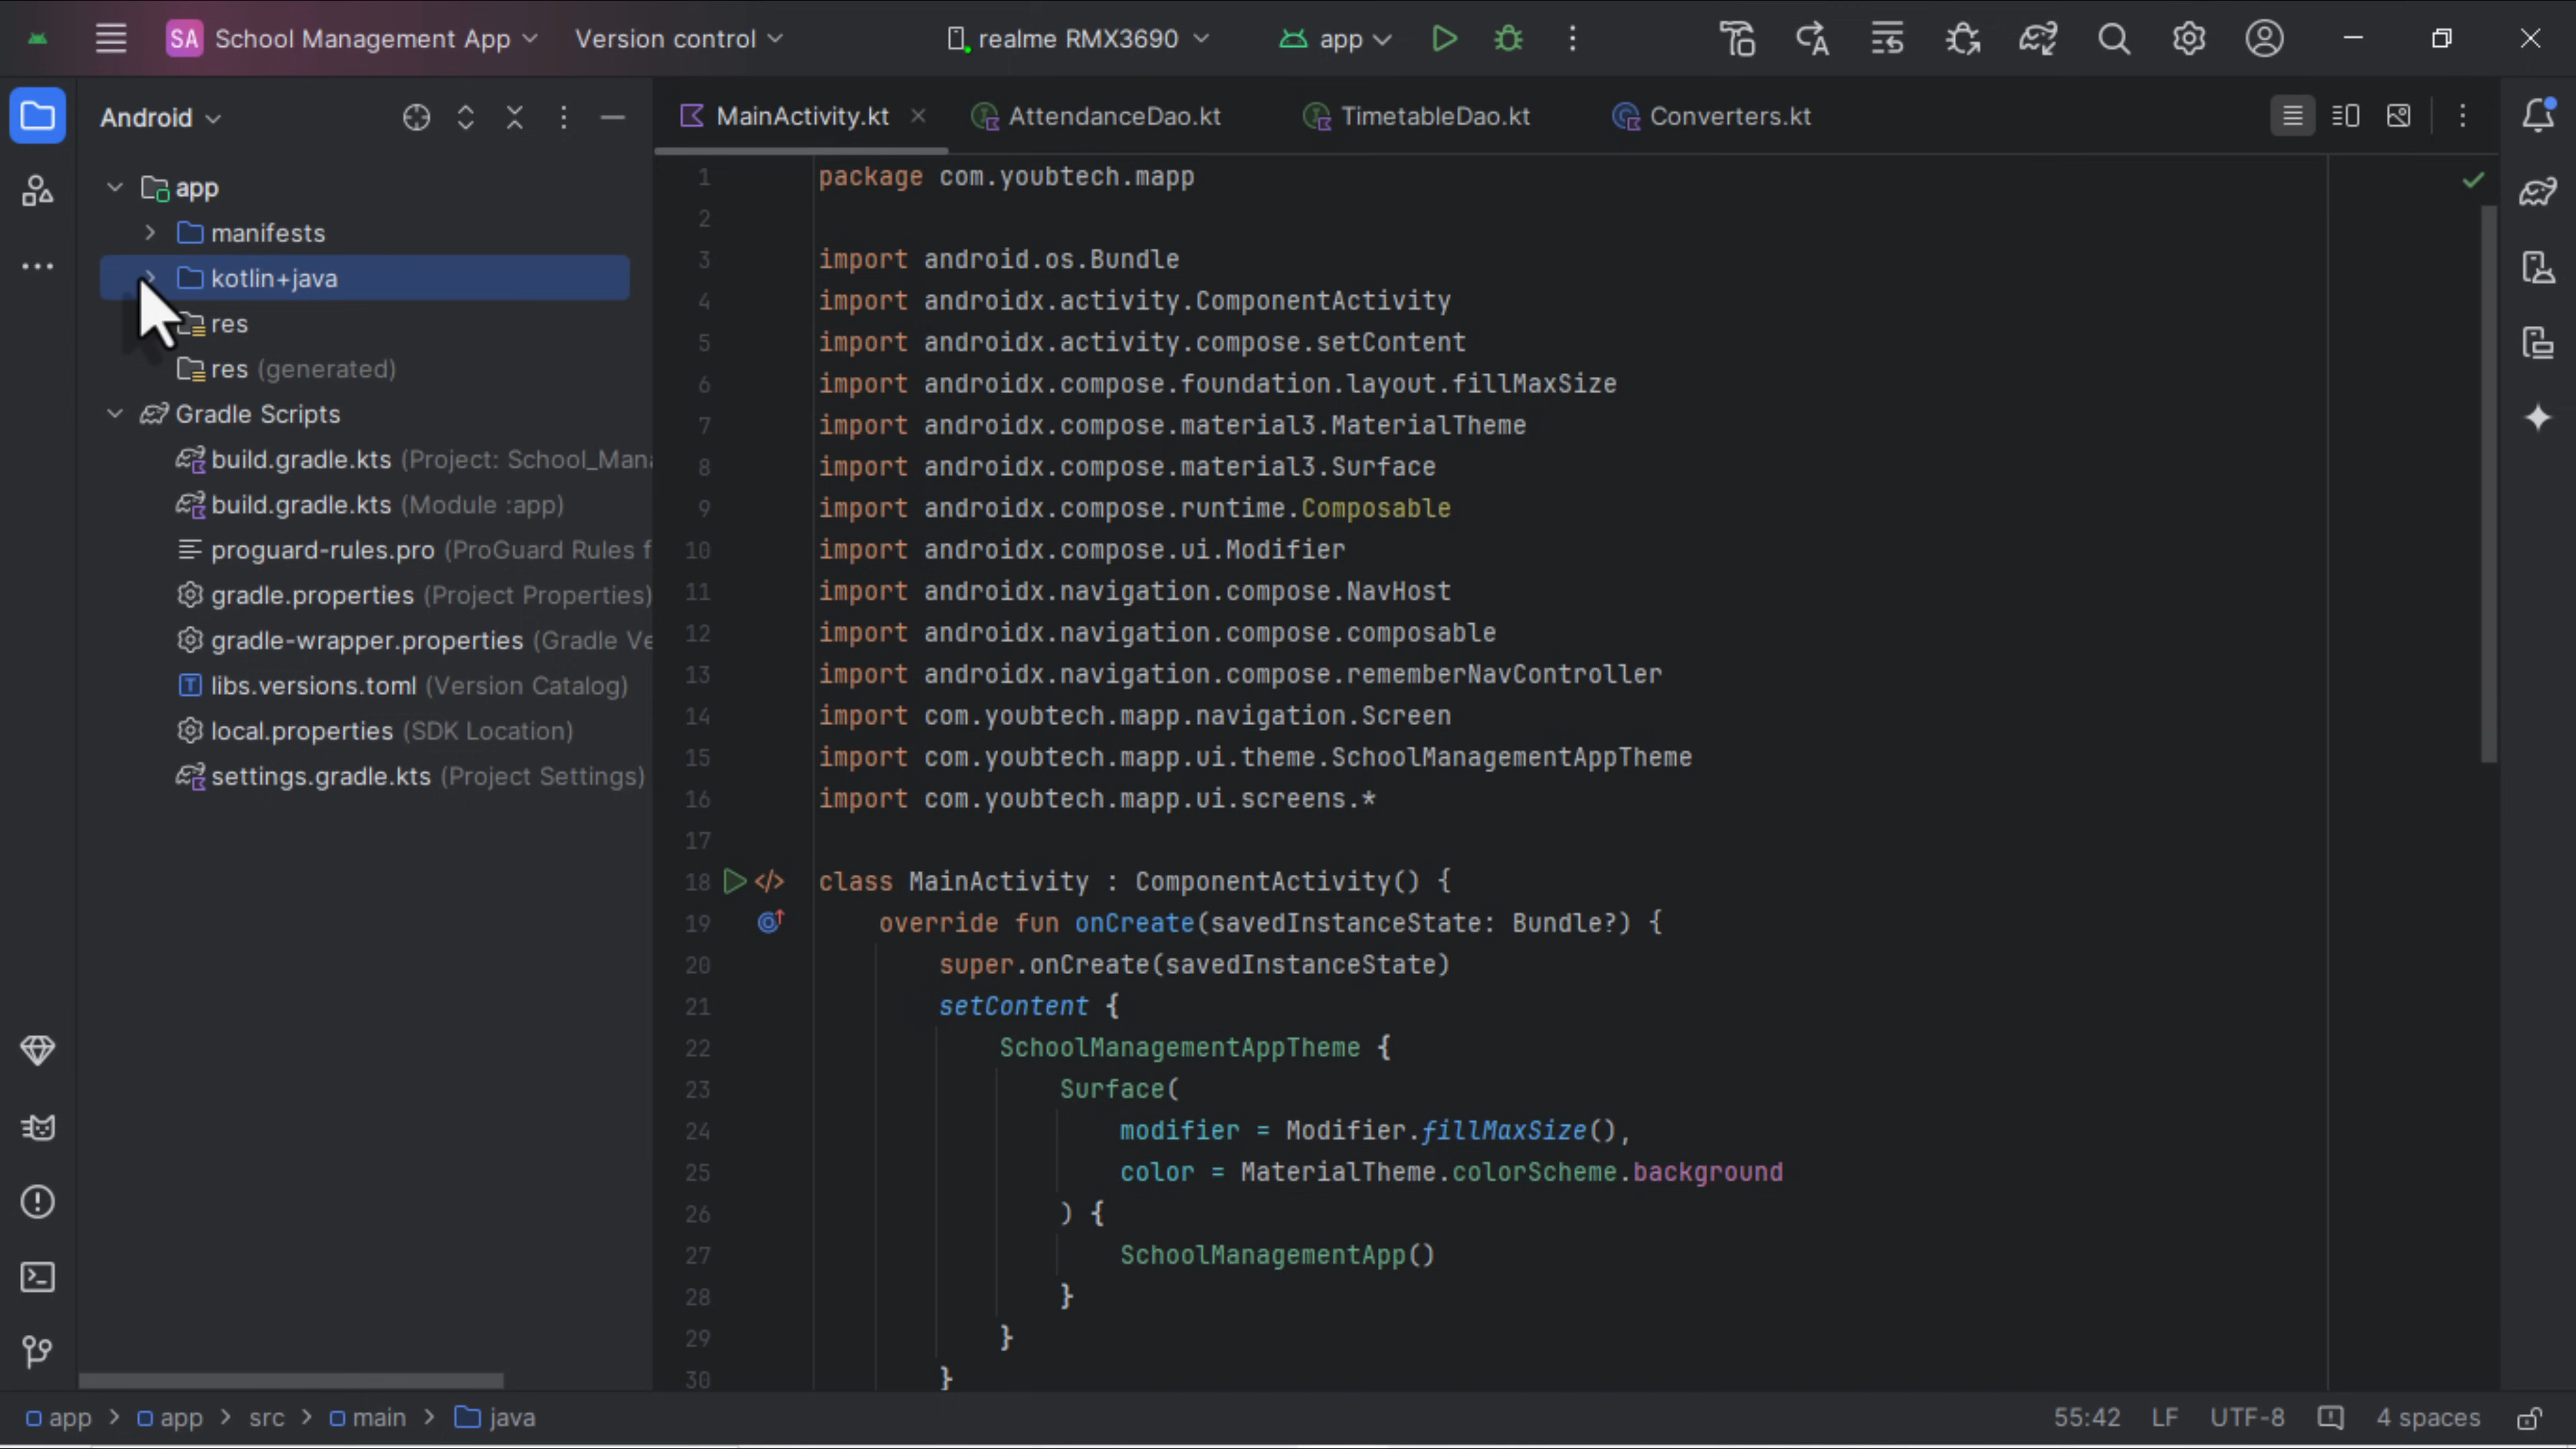 SA School Management App Version control realme RMX3690 app
Android
app
manifests
kotlin+java
res
res (generated)
Gradle Scripts
build.gradle.kts (Project: School_Mana
build.gradle.kts (Module :app)
proguard-rules.pro (ProGuard Rules f
gradle.properties (Project Properties)
gradle-wrapper.properties (Gradle Ve
libs.versions.toml (Version Catalog)
local.properties (SDK Location)
settings.gradle.kts (Project Settings)
MainActivity.kt AttendanceDao.kt TimetableDao.kt Converters.kt
1 package com.youbtech.mapp
2
3 import android.os.Bundle
4 import androidx.activity.ComponentActivity
5 import androidx.activity.compose.setContent
6 import androidx.compose.foundation.layout.fillMaxSize
7 import androidx.compose.material3.MaterialTheme
8 import androidx.compose.material3.Surface
9 import androidx.compose.runtime.Composable
10 import androidx.compose.ui.Modifier
11 import androidx.navigation.compose.NavHost
12 import androidx.navigation.compose.composable
13 import androidx.navigation.compose.rememberNavController
14 import com.youbtech.mapp.navigation.Screen
15 import com.youbtech.mapp.ui.theme.SchoolManagementAppTheme
16 import com.youbtech.mapp.ui.screens.*
17
18 class MainActivity : ComponentActivity() {
19 override fun onCreate(savedInstanceState: Bundle?) {
20 super.onCreate(savedInstanceState)
21 setContent {
22 SchoolManagementAppTheme {
23 Surface(
24 modifier = Modifier.fillMaxSize(),
25 color = MaterialTheme.colorScheme.background
26 ) {
27 SchoolManagementApp()
28 }
29 }
30 }
app > app > src > main > java 55:42 LF UTF-8 4 spaces